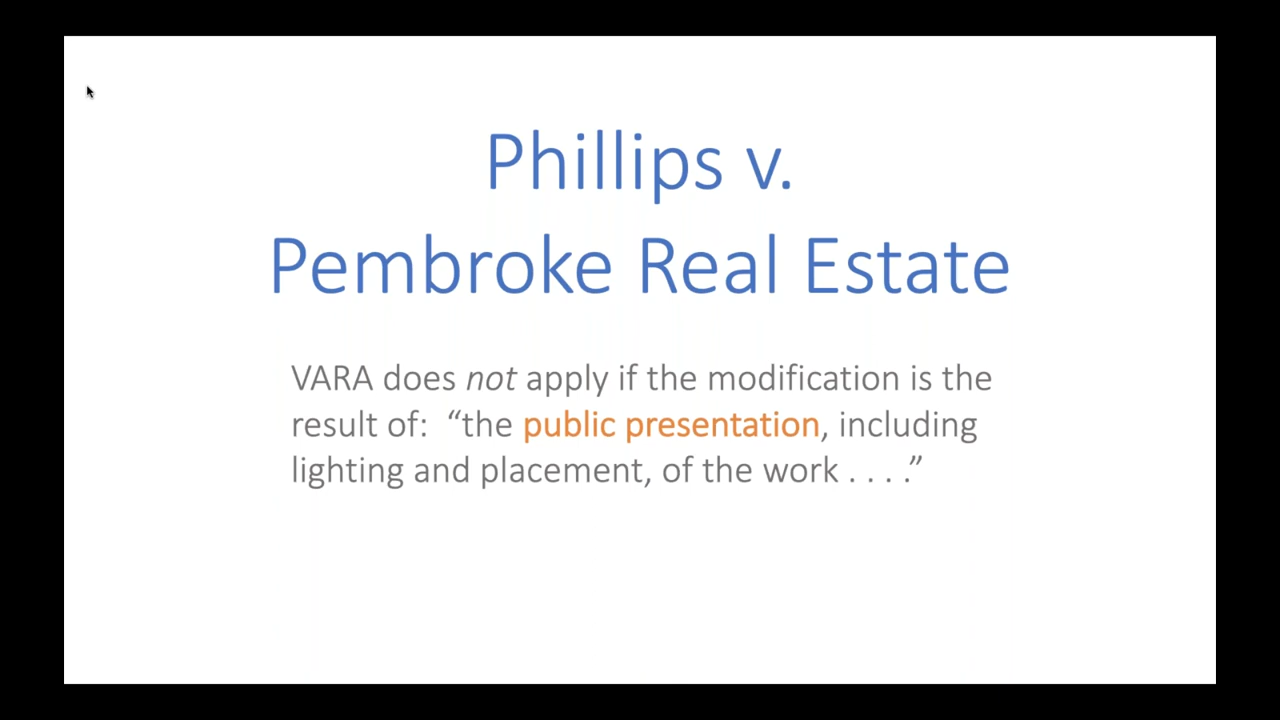 Phillips v.
Pembroke Real Estate
VARA does not apply if the modification is the
result of:  “the public presentation, including
lighting and placement, of the work . . . .”